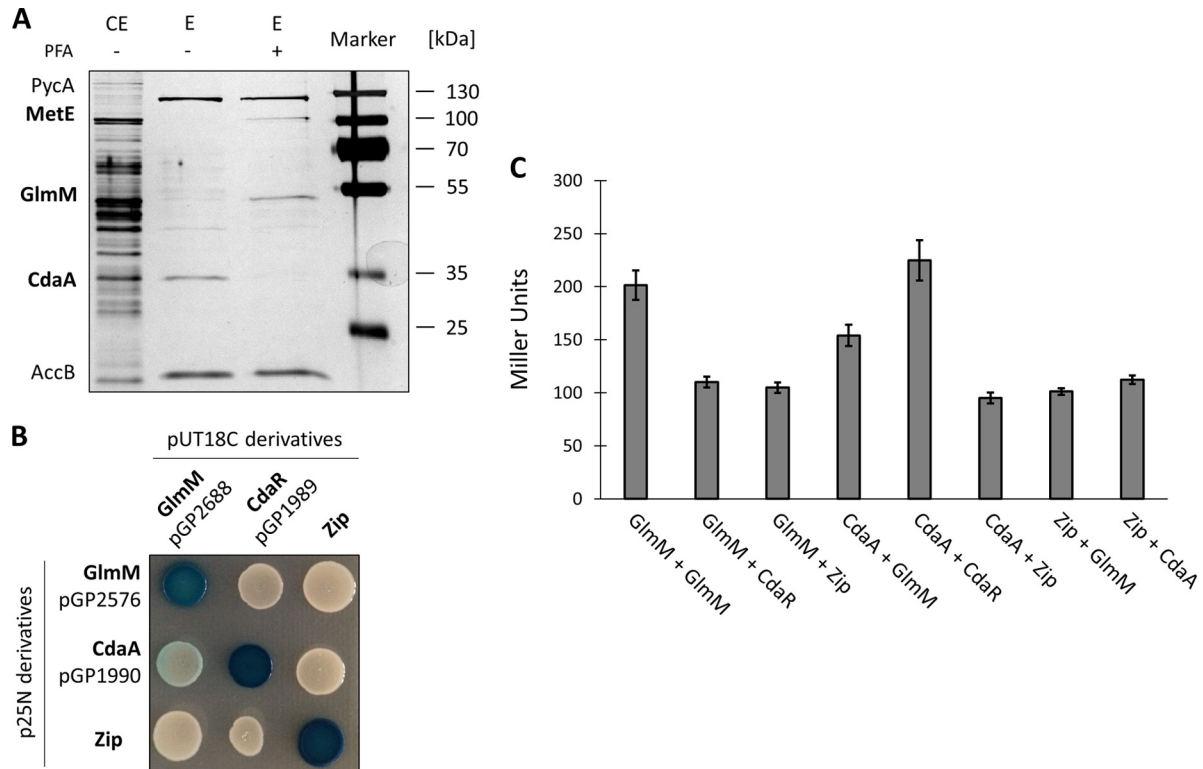 A
CE E E
PFA - - + Marker [kDa]
PycA
MetE
GlmM
CdaA
AccB
130
100
70
55
35
25
B
pUT18C derivatives
GlmM
pGP2688
CdaR
pGP1989
Zip
p25N derivatives
GlmM
pGP2576
CdaA
pGP1990
Zip
C
Miller Units
300
250
200
150
100
50
0
GlmM + GlmM
GlmM + CdaR
GlmM + Zip
CdaA + GlmM
CdaA + CdaR
CdaA + Zip
Zip + GlmM
Zip + CdaA